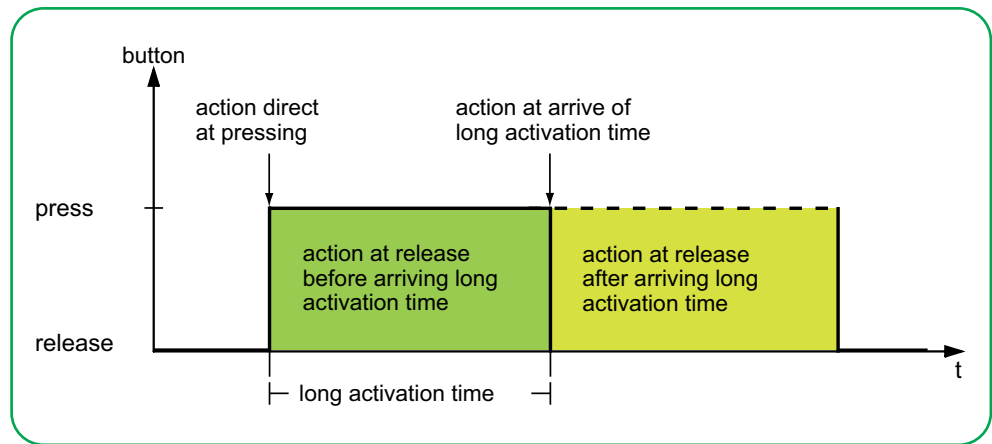 button
action direct
at pressing
action at arrive of
long activation time
press
action at release
before arriving long
activation time
action at release
after arriving long
activation time
release
t
long activation time